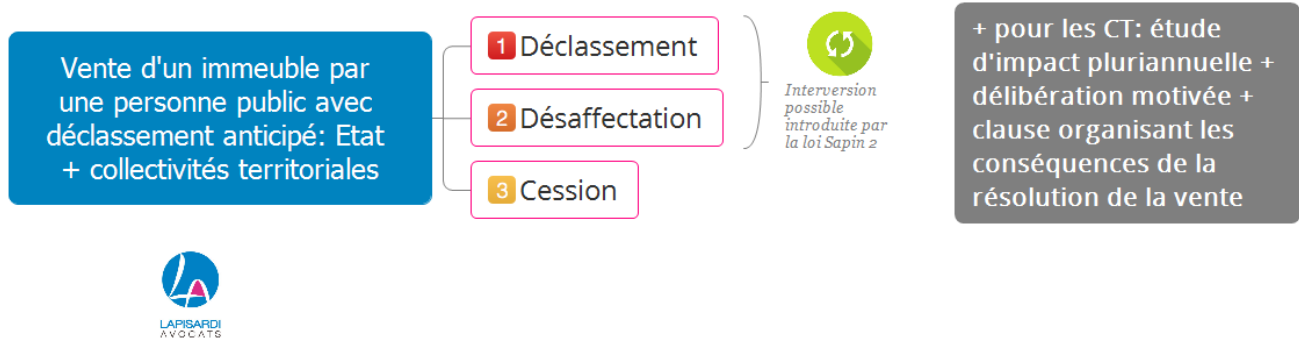 Vente d'un immeuble par
une personne public avec
déclassement anticipé: Etat
+ collectivités territoriales
1 Déclassement
2 Désaffectation
3 Cession
Interversion
possible
introduite par
la loi Sapin 2
+ pour les CT: étude
d'impact pluriannuelle +
délibération motivée +
clause organisant les
conséquences de la
résolution de la vente
LAPISARDI
AVOCATS